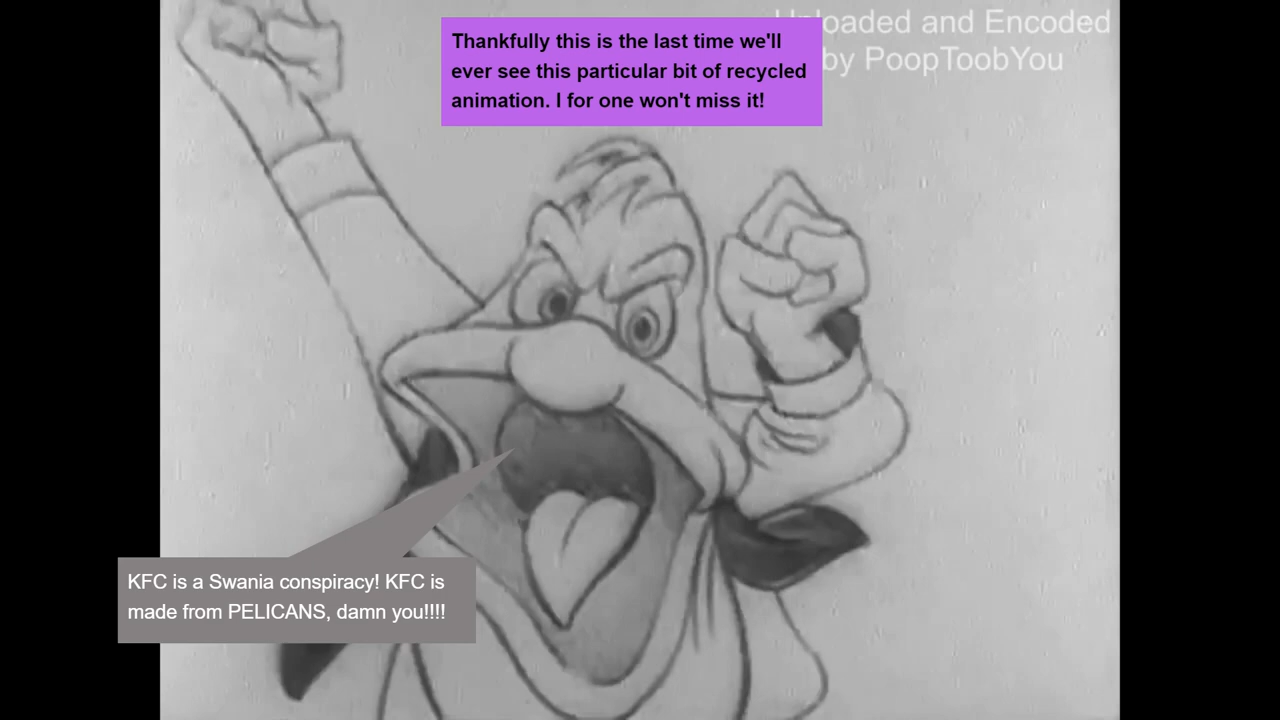 Uploaded and Encoded
by PoopToobYou
Thankfully this is the last time we'll
ever see this particular bit of recycled
animation. I for one won't miss it!
KFC is a Swania conspiracy! KFC is
made from PELICANS, damn you!!!!